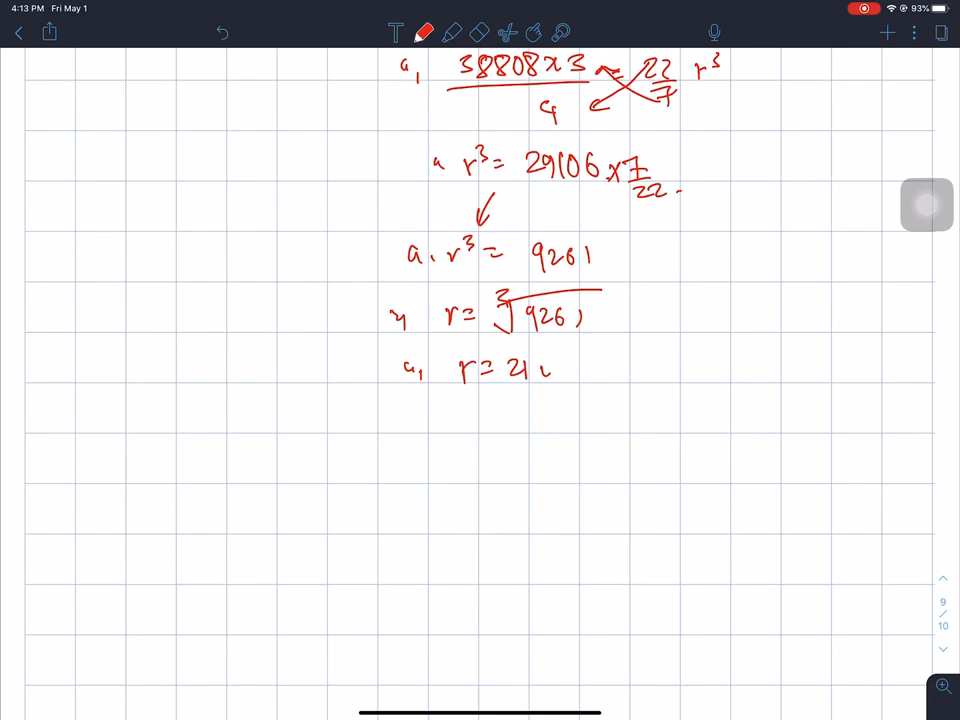 4:13 PM Fri May 1
93%
a, 38808x3 = 22 r³
4 7
r³ = 29106 x 7
22
a, r³ = 9261
r = ³√9261
a, r = 21
9
/
10